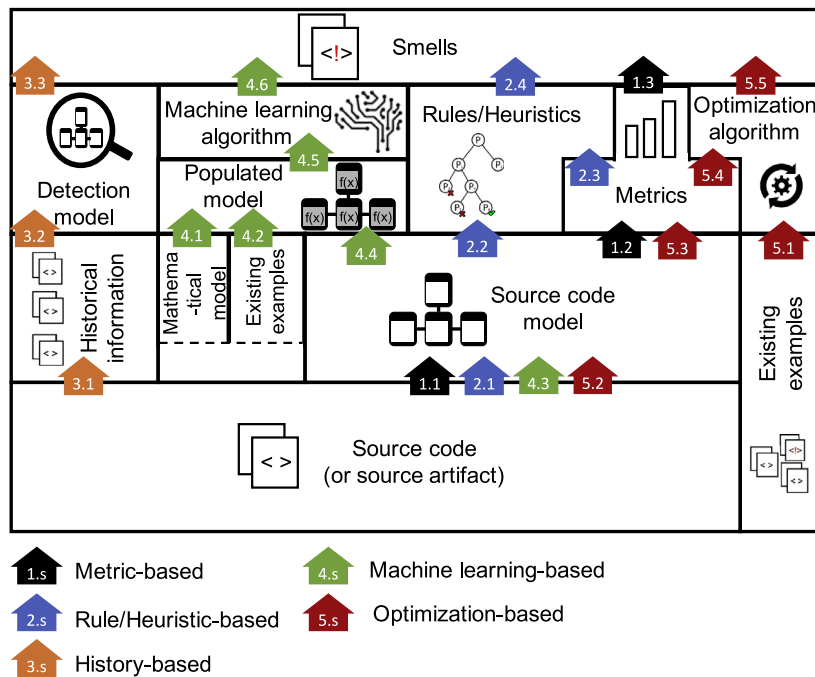 <!>
Smells
3.3
4.6
2.4
1.3
5.5
Machine learning
algorithm
Rules/Heuristics
Optimization
algorithm
4.5
P
P
P
P
P
P
P
2.3
5.4
Detection
model
Populated
model
f(x)
f(x)
f(x)
f(x)
Metrics
3.2
4.1
4.2
4.4
2.2
1.2
5.3
5.1
< >
< >
< >
Historical
information
Mathema
-tical
model
Existing
examples
Source code
model
Existing
examples
3.1
1.1
2.1
4.3
5.2
< >
Source code
(or source artifact)
<!>
< >
< >
1.s
Metric-based
4.s
Machine learning-based
2.s
Rule/Heuristic-based
5.s
Optimization-based
3.s
History-based